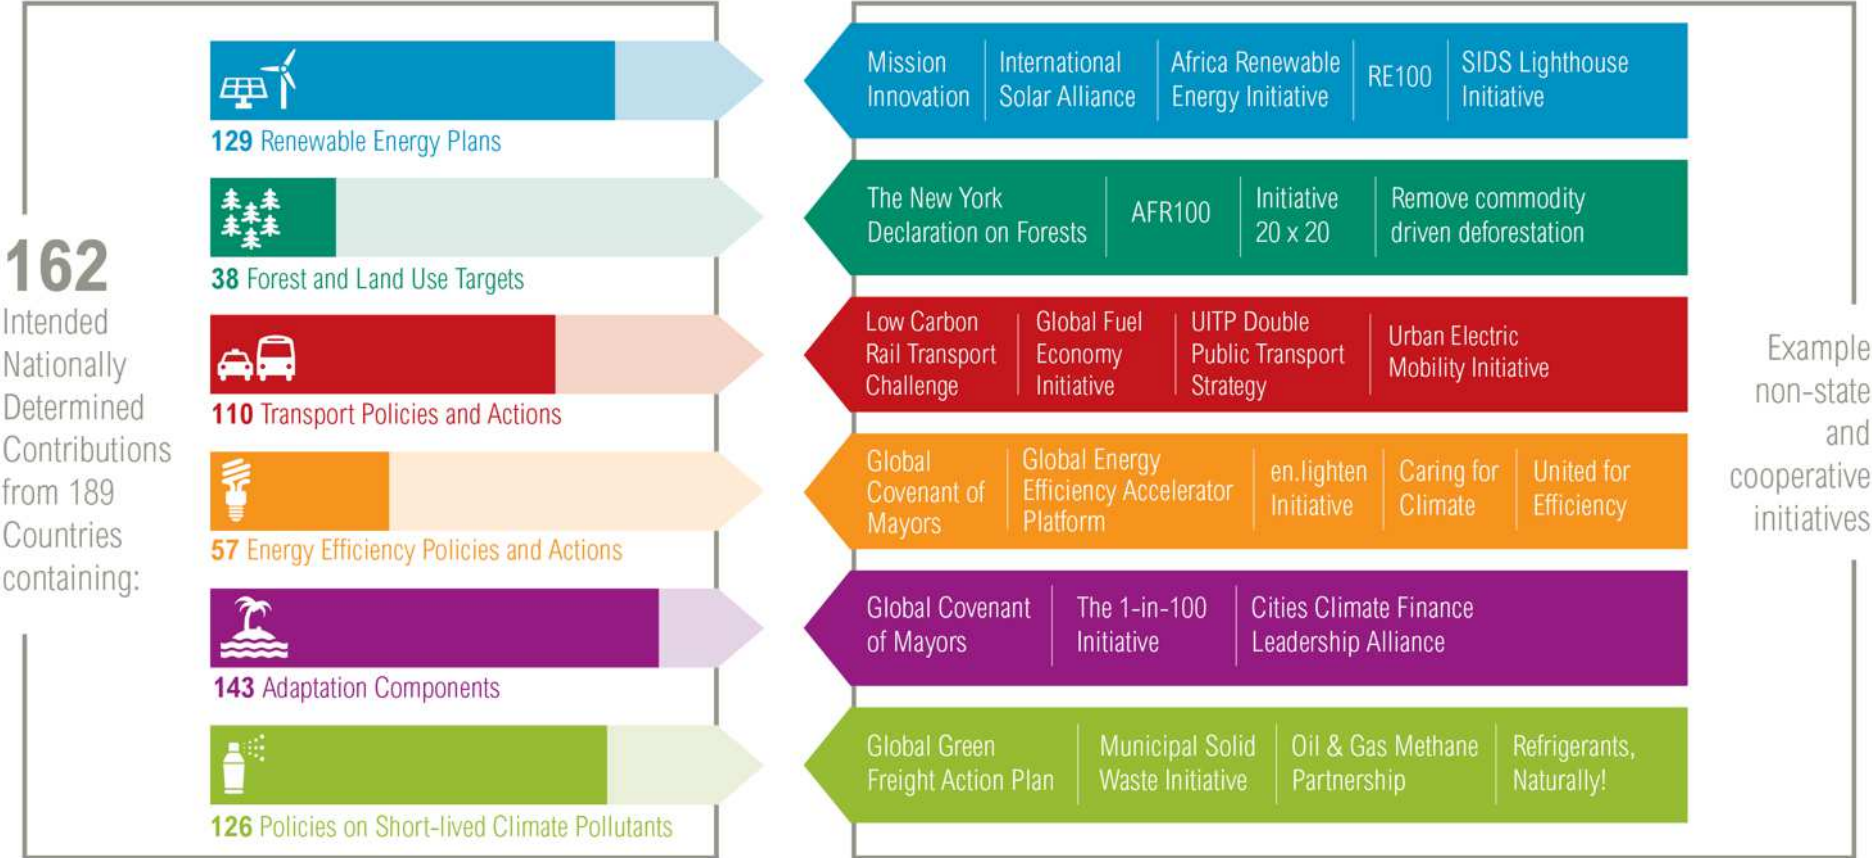 162
Intended
Nationally
Determined
Contributions
from 189
Countries
containing:
129 Renewable Energy Plans
38 Forest and Land Use Targets
110 Transport Policies and Actions
57 Energy Efficiency Policies and Actions
143 Adaptation Components
126 Policies on Short-lived Climate Pollutants
Mission
Innovation
International
Solar Alliance
Africa Renewable
Energy Initiative
RE100
SIDS Lighthouse
Initiative
The New York
Declaration on Forests
AFR100
Initiative
20 x 20
Remove commodity
driven deforestation
Low Carbon
Rail Transport
Challenge
Global Fuel
Economy
Initiative
UITP Double
Public Transport
Strategy
Urban Electric
Mobility Initiative
Global
Covenant of
Mayors
Global Energy
Efficiency Accelerator
Platform
en.lighten
Initiative
Caring for
Climate
United for
Efficiency
Global Covenant
of Mayors
The 1-in-100
Initiative
Cities Climate Finance
Leadership Alliance
Global Green
Freight Action Plan
Municipal Solid
Waste Initiative
Oil & Gas Methane
Partnership
Refrigerants,
Naturally!
Example
non-state
and
cooperative
initiatives